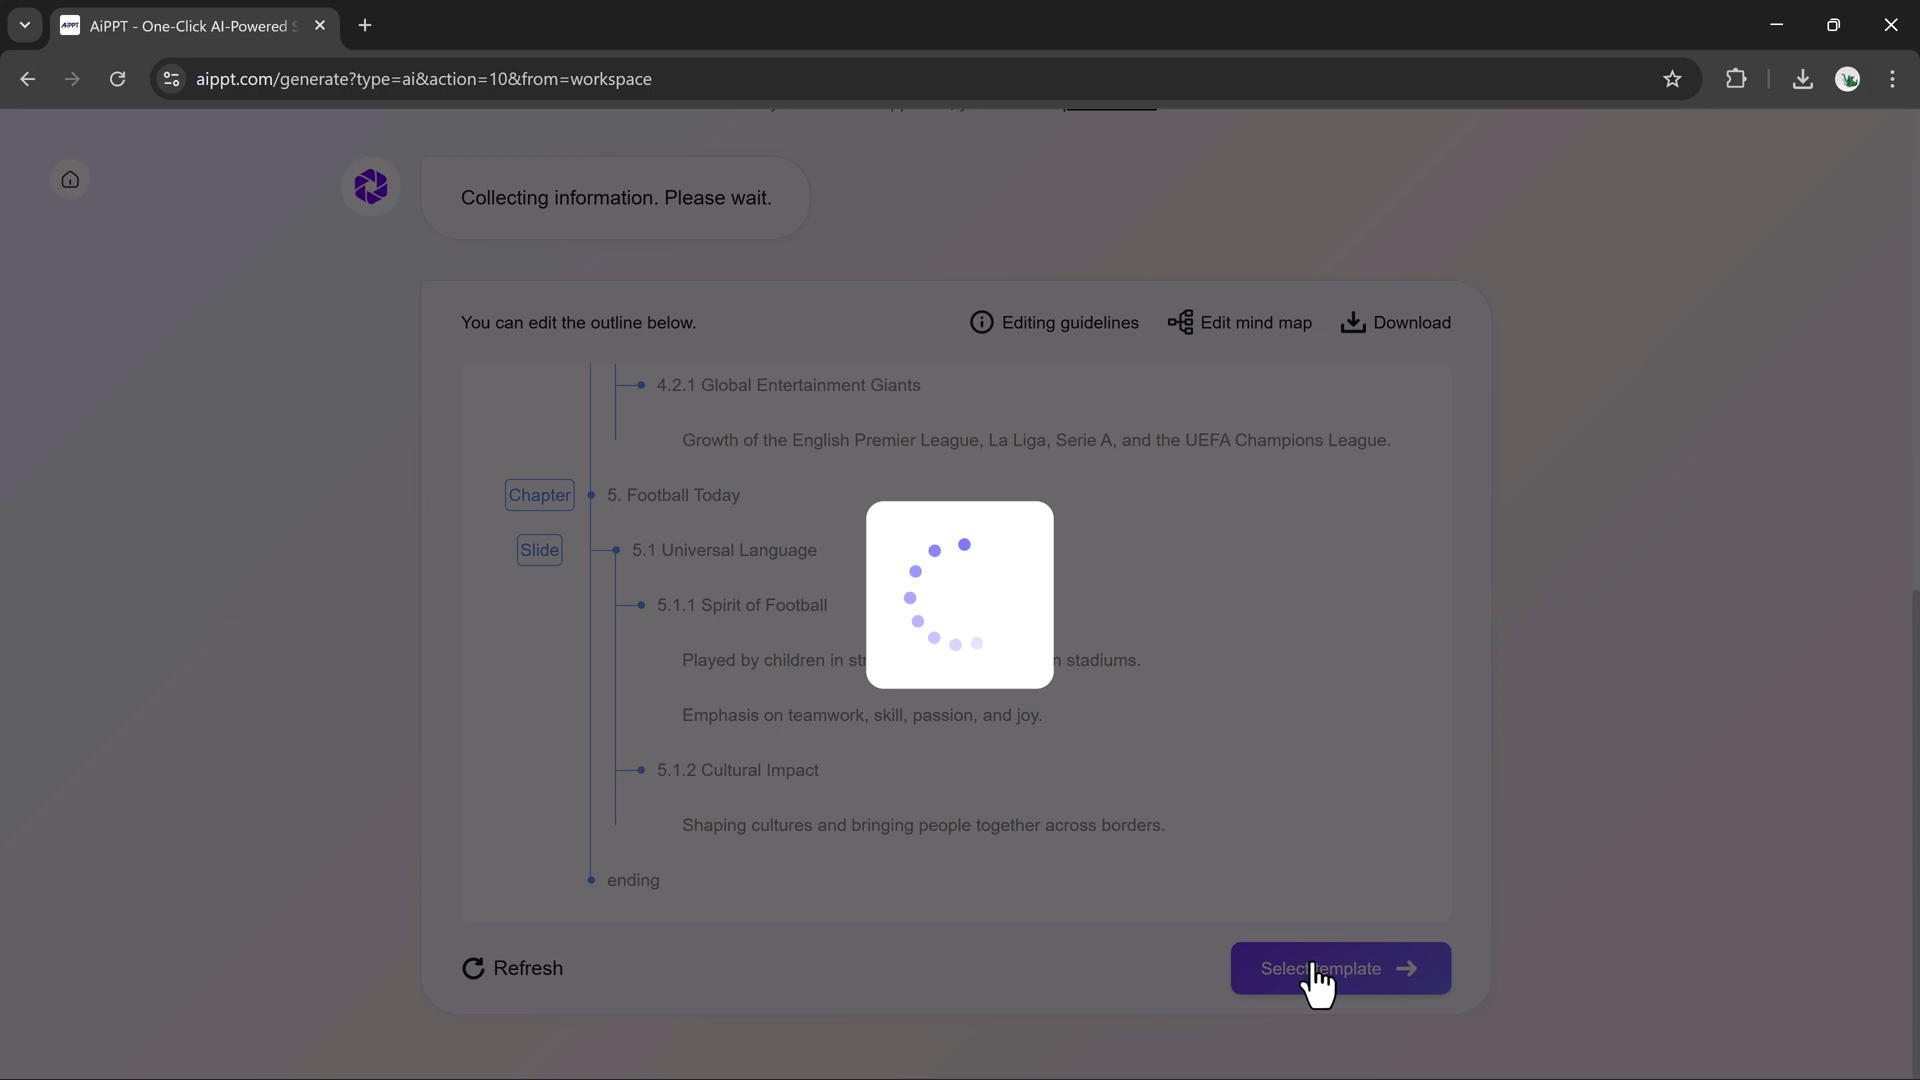 AiPPT
AiPPT - One-Click AI-Powered S
aippt.com/generate?type=ai&action=10&from=workspace
Collecting information. Please wait.
You can edit the outline below.
Editing guidelines
Edit mind map
Download
4.2.1 Global Entertainment Giants
Growth of the English Premier League, La Liga, Serie A, and the UEFA Champions League.
Chapter
5. Football Today
Slide
5.1 Universal Language
5.1.1 Spirit of Football
Played by children in stadiums.
Emphasis on teamwork, skill, passion, and joy.
5.1.2 Cultural Impact
Shaping cultures and bringing people together across borders.
ending
Refresh
Select template